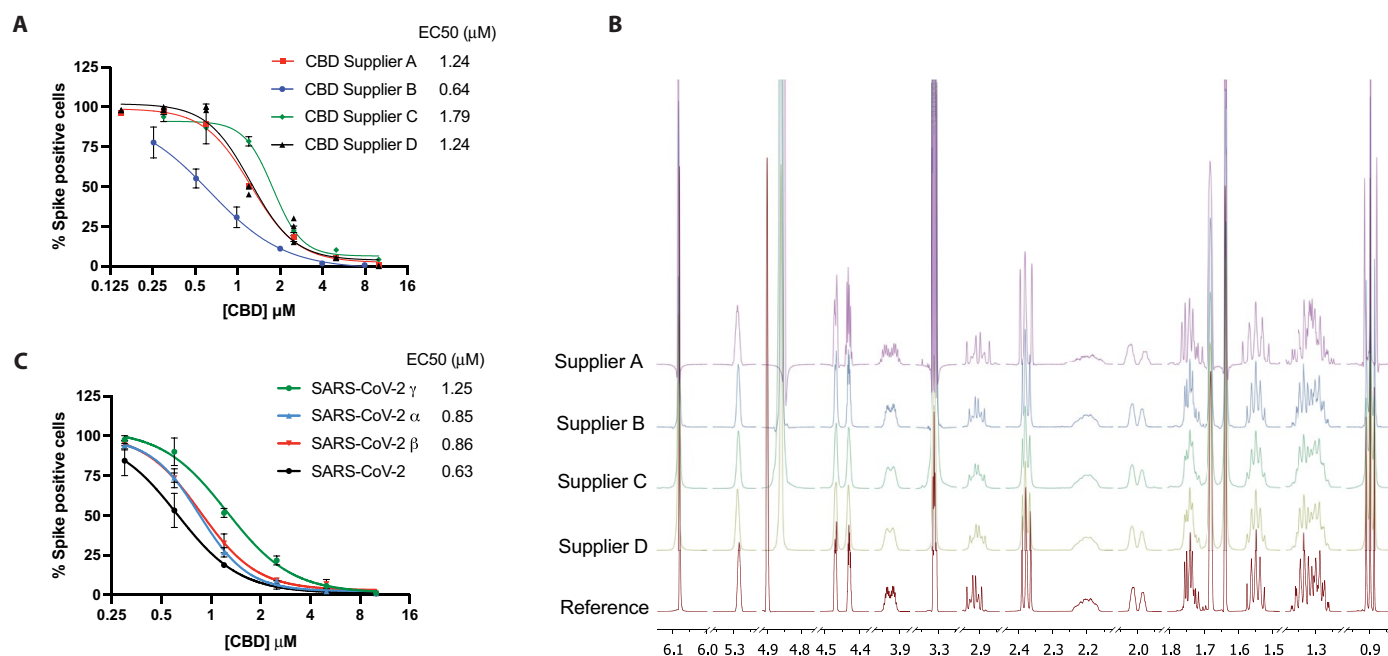 A
EC50 (μM)
CBD Supplier A 1.24
CBD Supplier B 0.64
CBD Supplier C 1.79
CBD Supplier D 1.24
125
100
75
50
25
0
% Spike positive cells
0.125 0.25 0.5 1 2 4 8 16
[CBD] μM
B
Supplier A
Supplier B
Supplier C
Supplier D
Reference
6.1 6.0 5.3 4.9 4.8 4.5 4.4 3.9 3.3 2.9 2.4 2.3 2.2 2.0 1.8 1.7 1.6 1.5 1.3 0.9
C
EC50 (μM)
SARS-CoV-2 γ 1.25
SARS-CoV-2 α 0.85
SARS-CoV-2 β 0.86
SARS-CoV-2 0.63
125
100
75
50
25
0
% Spike positive cells
0.25 0.5 1 2 4 8 16
[CBD] μM